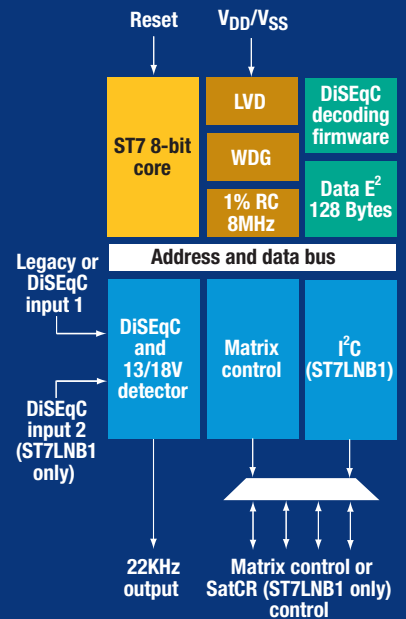 Reset
VDD/VSS
ST7 8-bit
core
LVD
WDG
1% RC
8MHz
DiSEqC
decoding
firmware
Data E²
128 Bytes
Address and data bus
Legacy or
DiSEqC
input 1
DiSEqC
input 2
(ST7LNB1
only)
DiSEqC
and
13/18V
detector
Matrix
control
I²C
(ST7LNB1)
22KHz
output
Matrix control or
SatCR (ST7LNB1 only)
control